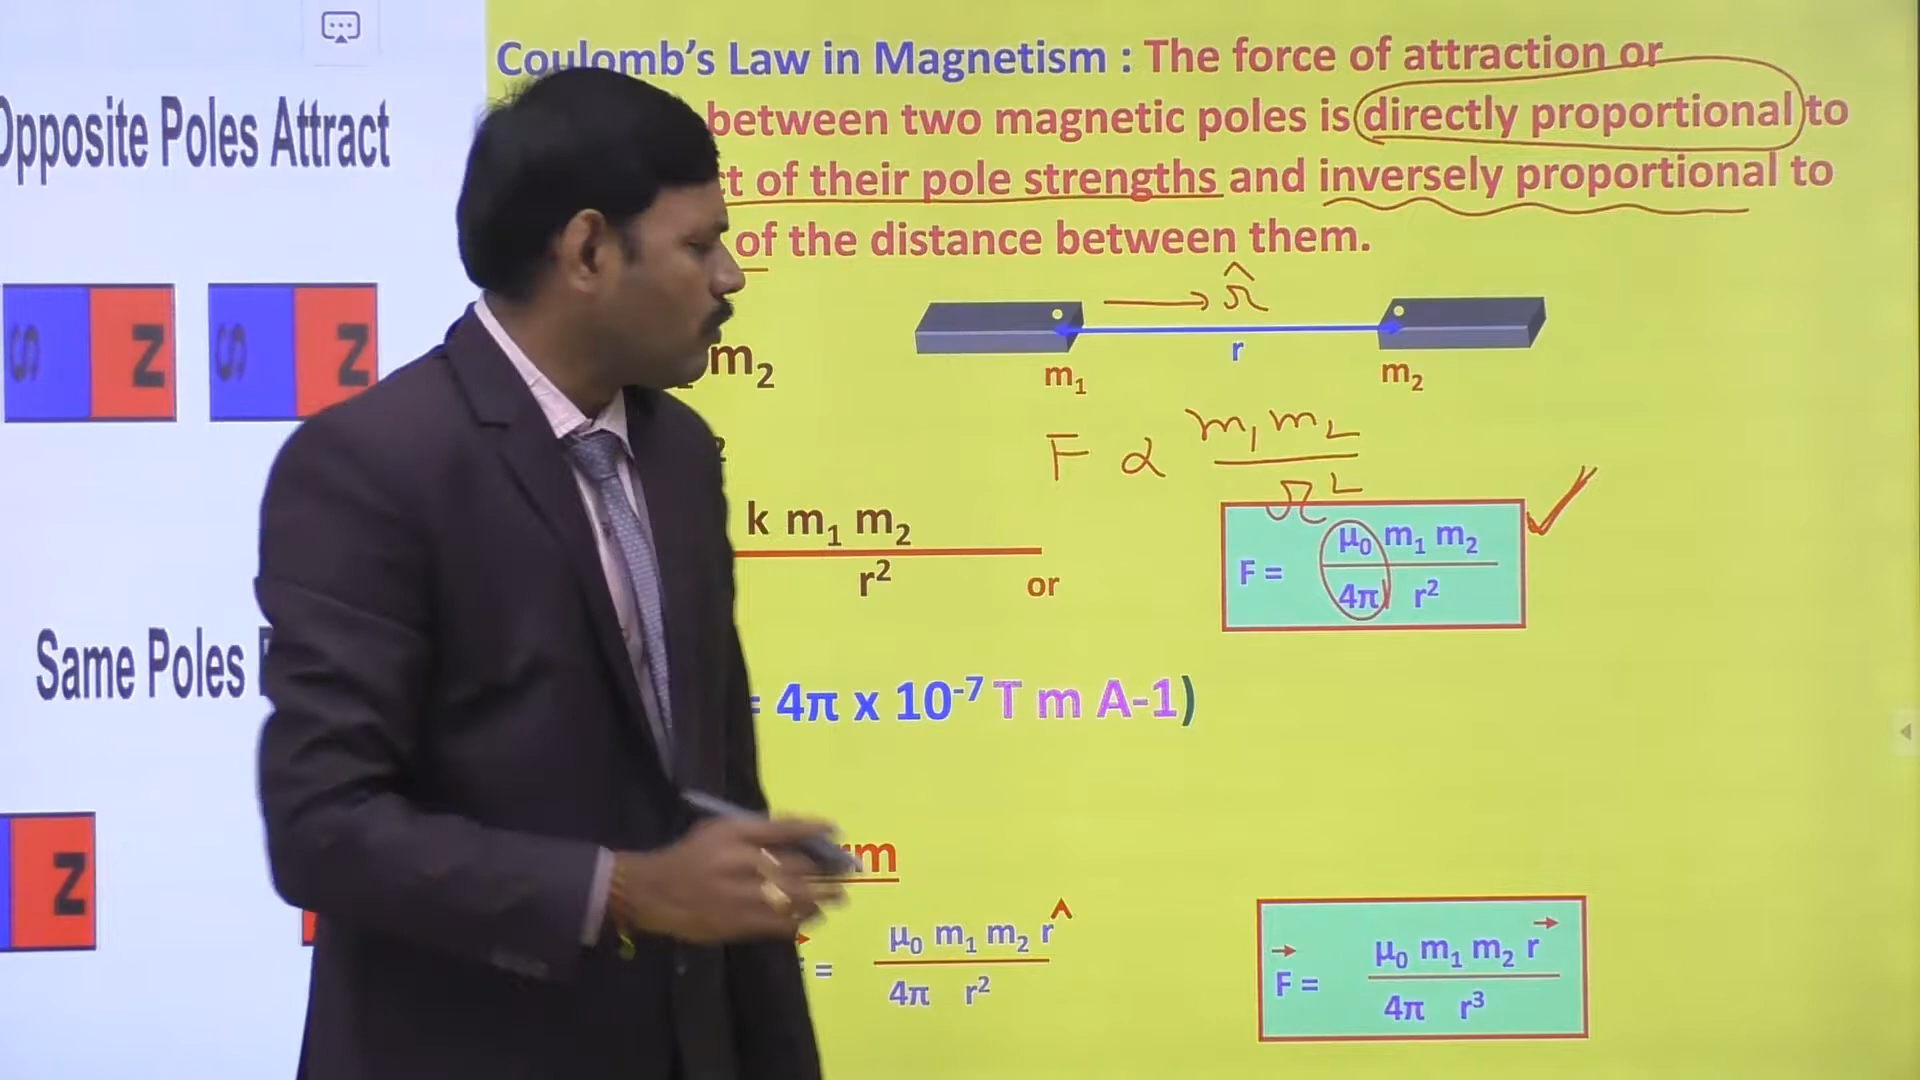 Opposite Poles Attract
S N S N
Same Poles
N
Coulomb's Law in Magnetism : The force of attraction or
between two magnetic poles is directly proportional to
of their pole strengths and inversely proportional to
of the distance between them.
r̂
r
m₁ m₂
m₂
F ∝ m₁ m₂
r²
k m₁ m₂
r²
or
F = μ₀ m₁ m₂
4π r²
= 4π x 10⁻⁷ T m A-1)
μ₀ m₁ m₂ r̂
=
4π r²
F⃗ = μ₀ m₁ m₂ r⃗
4π r³